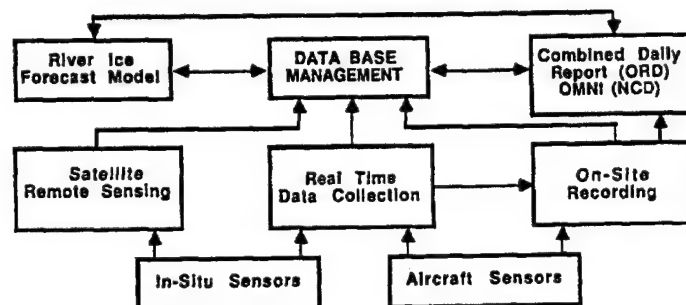 River Ice
Forecast Model
DATA BASE
MANAGEMENT
Combined Daily
Report (ORD)
OMNI (NCD)
Satellite
Remote Sensing
Real Time
Data Collection
On-Site
Recording
In-Situ Sensors
Aircraft Sensors